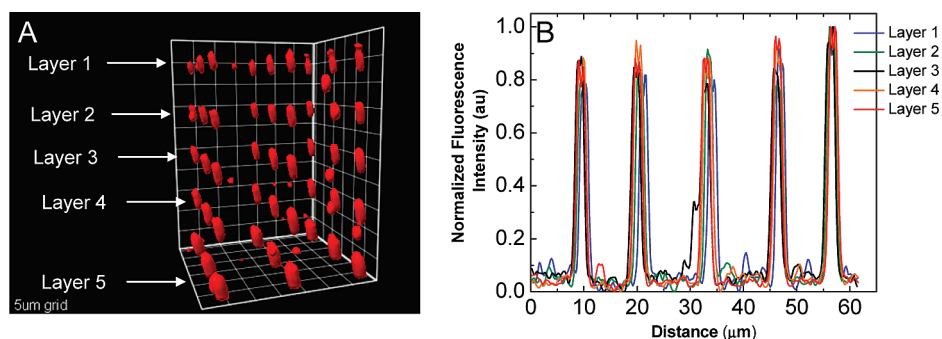 A
Layer 1
Layer 2
Layer 3
Layer 4
Layer 5
5um grid
B
Normalized Fluorescence
Intensity (au)
1.0
0.8
0.6
0.4
0.2
0.0
0 10 20 30 40 50 60
Distance (μm)
Layer 1
Layer 2
Layer 3
Layer 4
Layer 5